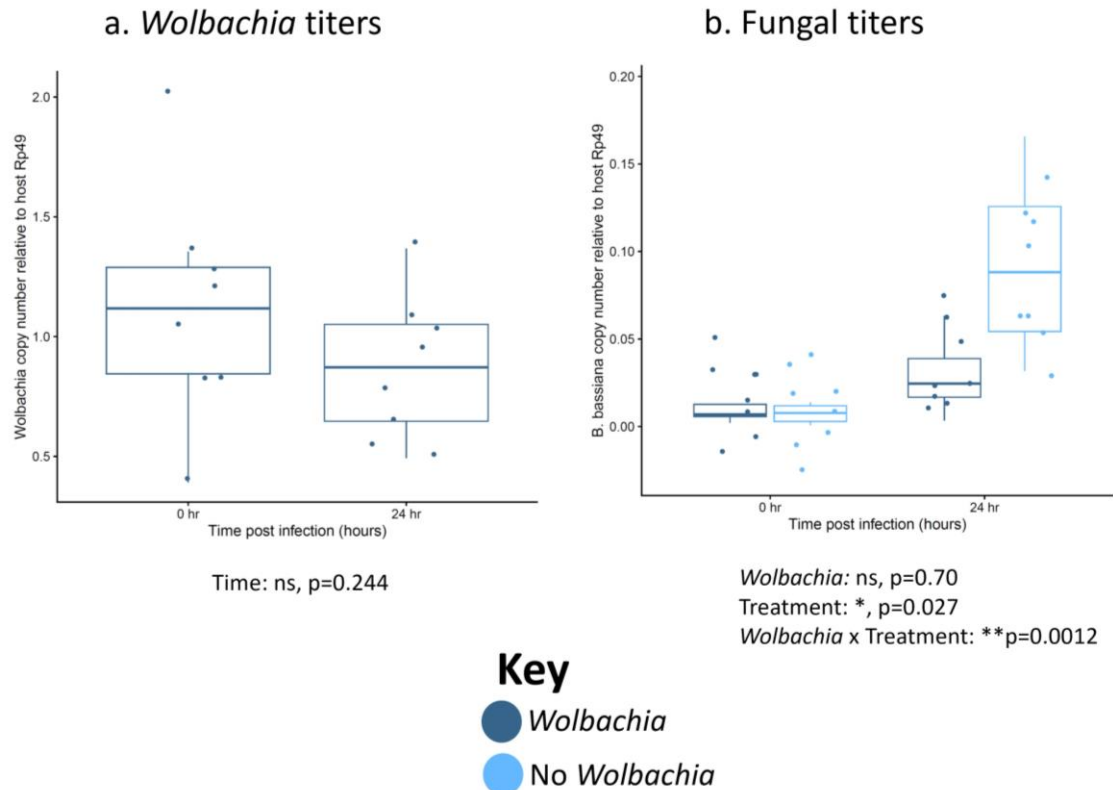 a. Wolbachia titers
Wolbachia copy number relative to host Rp49
2.0
1.5
1.0
0.5
0 hr
24 hr
Time post infection (hours)
Time: ns, p=0.244
b. Fungal titers
B. bassiana copy number relative to host Rp49
0.20
0.15
0.10
0.05
0.00
0 hr
24 hr
Time post infection (hours)
Wolbachia: ns, p=0.70
Treatment: *, p=0.027
Wolbachia x Treatment: **p=0.0012
Key
Wolbachia
No Wolbachia